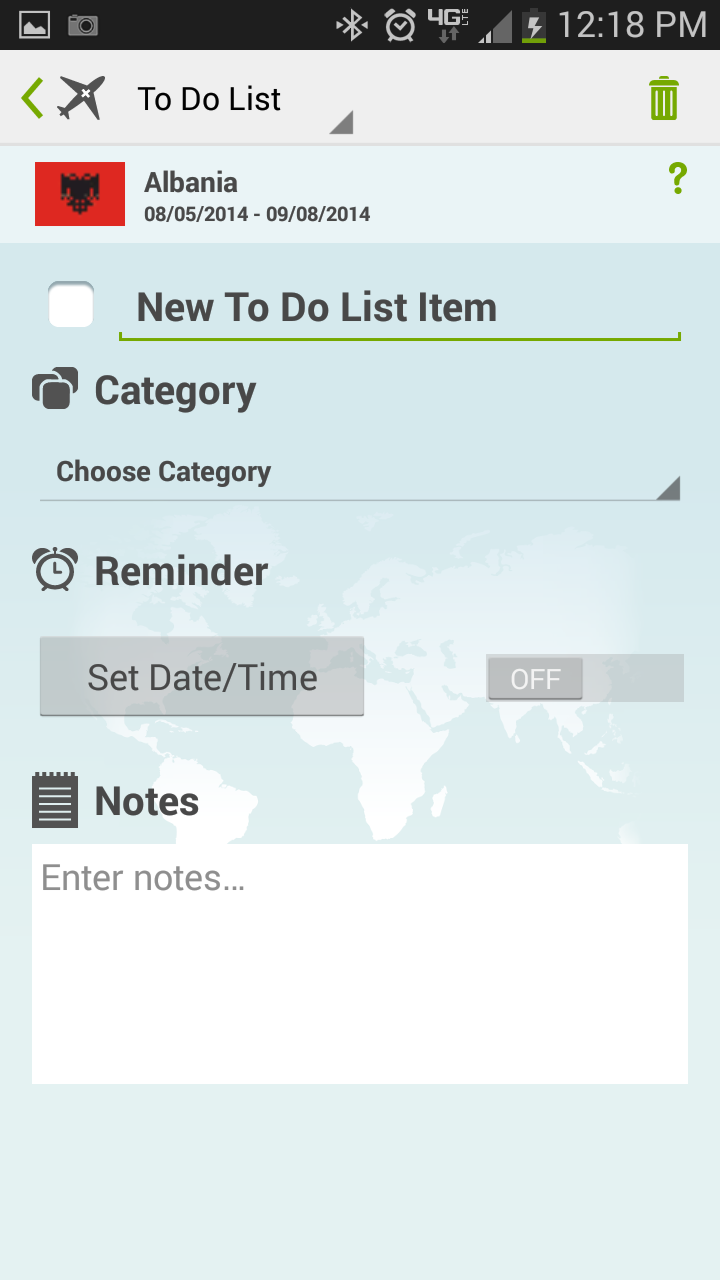 4G LTE 12:18 PM
To Do List
?
Albania
08/05/2014 - 09/08/2014
New To Do List Item
Category
Choose Category
Reminder
Set Date/Time OFF
Notes
Enter notes...